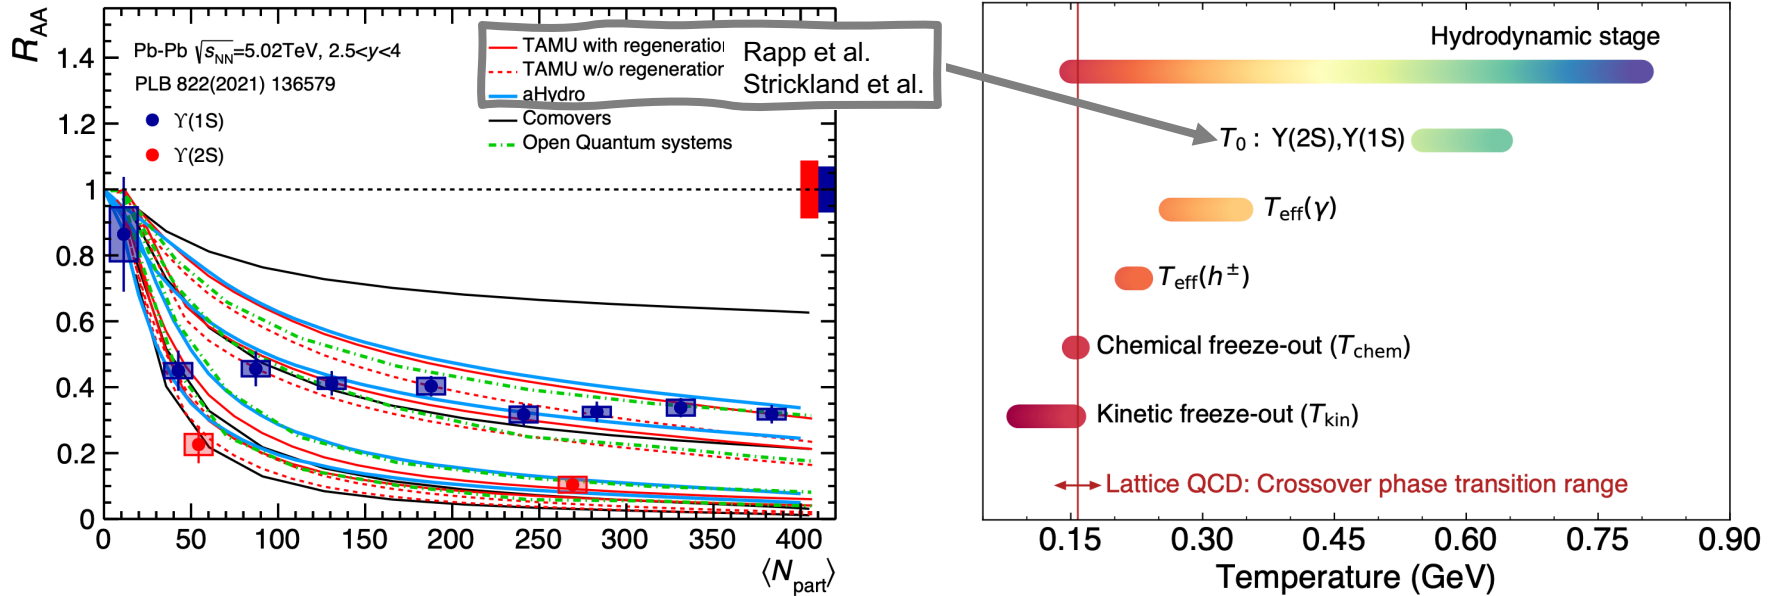 R_AA
Pb-Pb √s_NN=5.02TeV, 2.5<y<4
PLB 822(2021) 136579
ϒ(1S)
ϒ(2S)
TAMU with regeneration
TAMU w/o regeneration
aHydro
Comovers
Open Quantum systems
Rapp et al.
Strickland et al.
1.4
1.2
1
0.8
0.6
0.4
0.2
0
0 50 100 150 200 250 300 350 400
⟨N_part⟩
Hydrodynamic stage
T_0 : Y(2S),Y(1S)
T_eff(γ)
T_eff(h^±)
Chemical freeze-out (T_chem)
Kinetic freeze-out (T_kin)
Lattice QCD: Crossover phase transition range
0.15 0.30 0.45 0.60 0.75 0.90
Temperature (GeV)